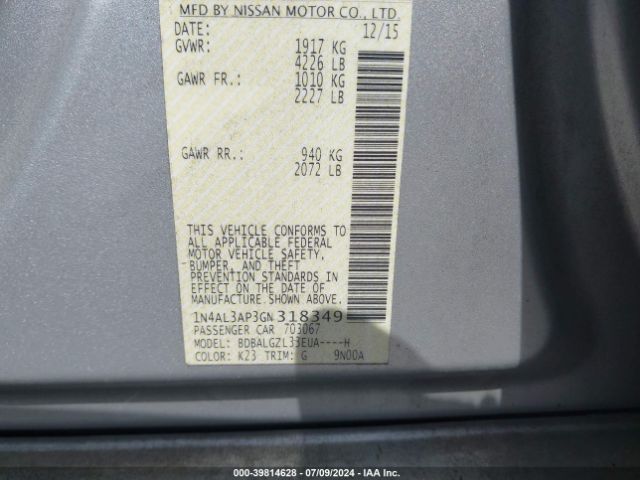 MFD BY NISSAN MOTOR CO., LTD.
DATE: 12/15
GVWR: 1917 KG
4226 LB
GAWR FR.: 1010 KG
2227 LB
GAWR RR.: 940 KG
2072 LB
THIS VEHICLE CONFORMS TO
ALL APPLICABLE FEDERAL
MOTOR VEHICLE SAFETY,
BUMPER, AND THEFT
PREVENTION STANDARDS IN
EFFECT ON THE DATE OF
MANUFACTURE SHOWN ABOVE.
1N4AL3AP3GN318349
PASSENGER CAR 703067
MODEL: BDBALGZL33EUA----H
COLOR: K23 TRIM: G 9N00A
000-39814628 - 07/09/2024 - IAA Inc.